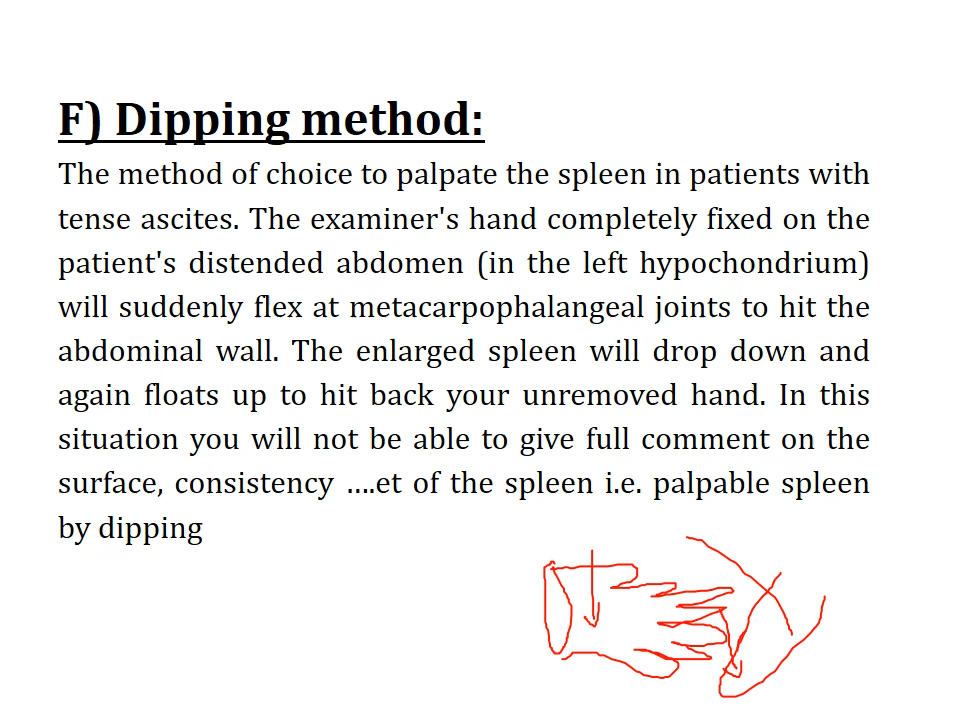 F) Dipping method:
The method of choice to palpate the spleen in patients with
tense ascites. The examiner's hand completely fixed on the
patient's distended abdomen (in the left hypochondrium)
will suddenly flex at metacarpophalangeal joints to hit the
abdominal wall. The enlarged spleen will drop down and
again floats up to hit back your unremoved hand. In this
situation you will not be able to give full comment on the
surface, consistency ….et of the spleen i.e. palpable spleen
by dipping